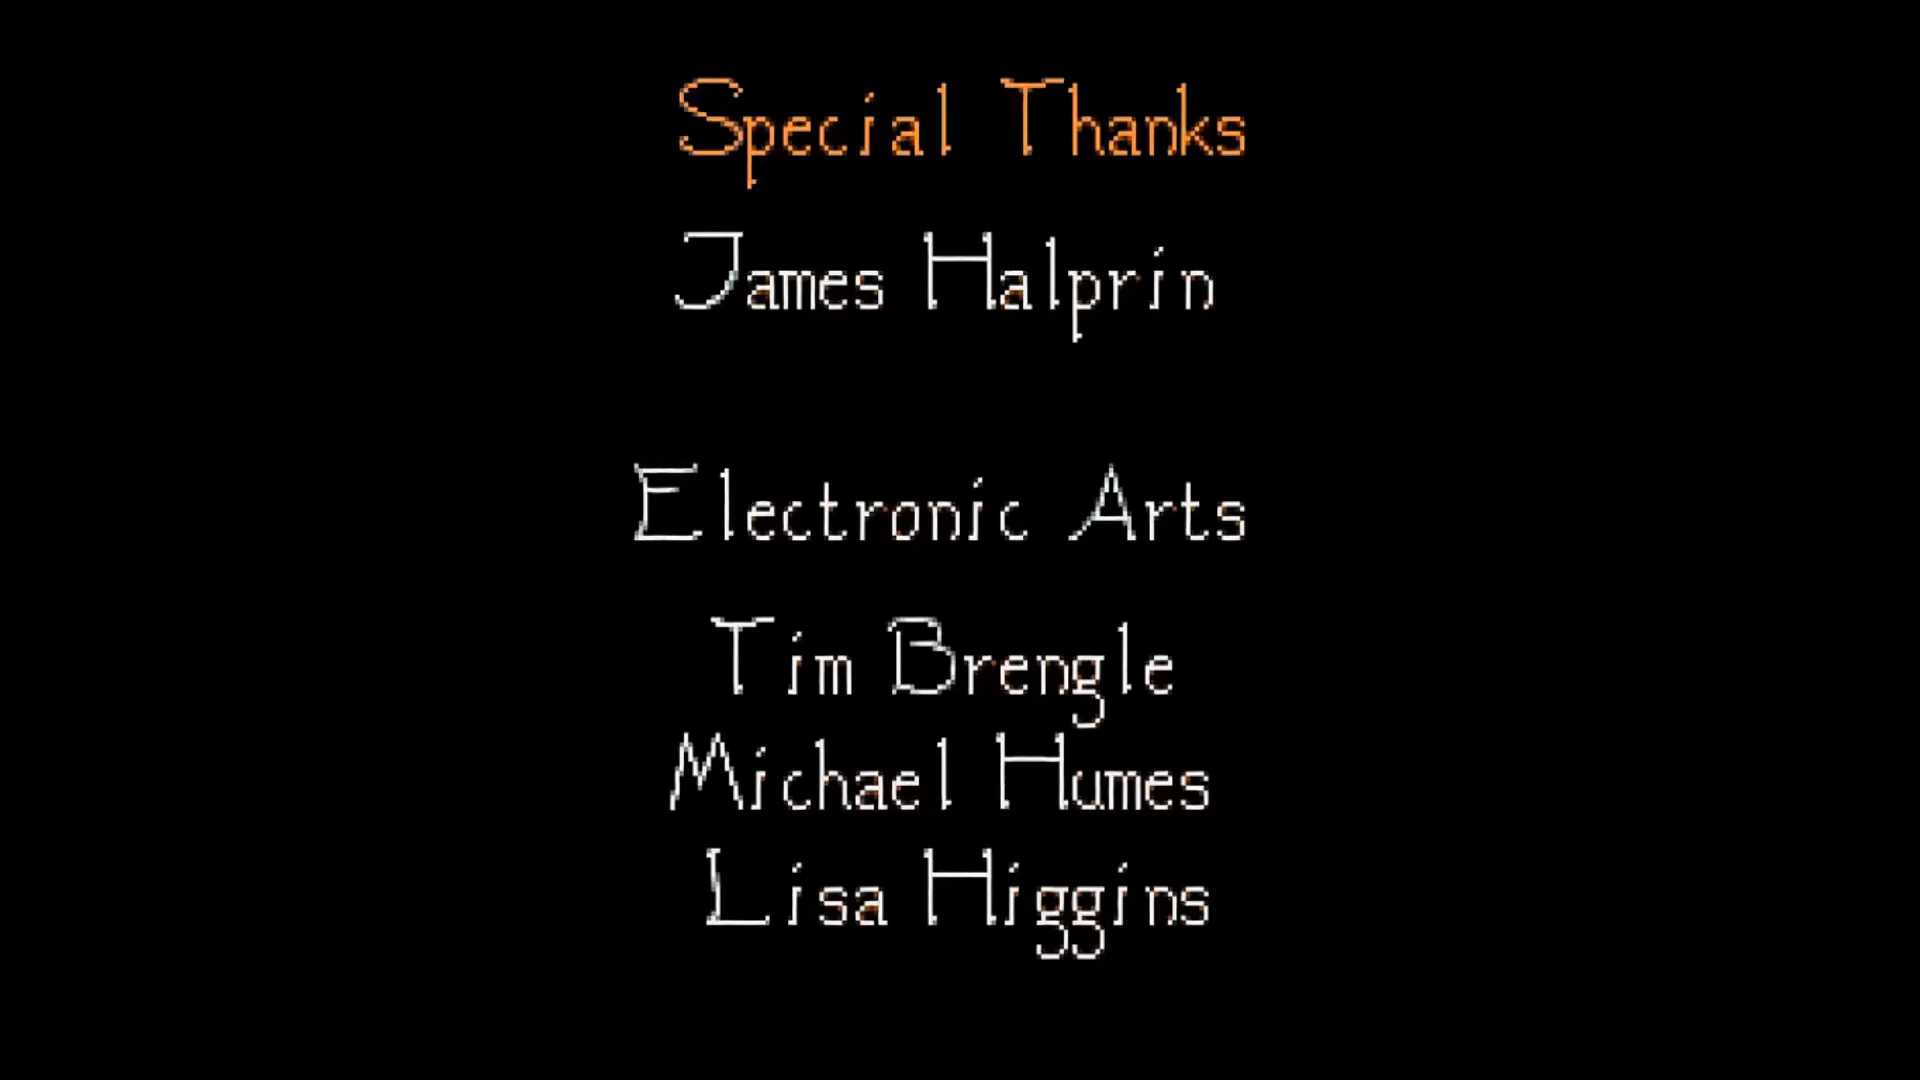 Special Thanks
James Halprin
Electronic Arts
Tim Brengle
Michael Humes
Lisa Higgins